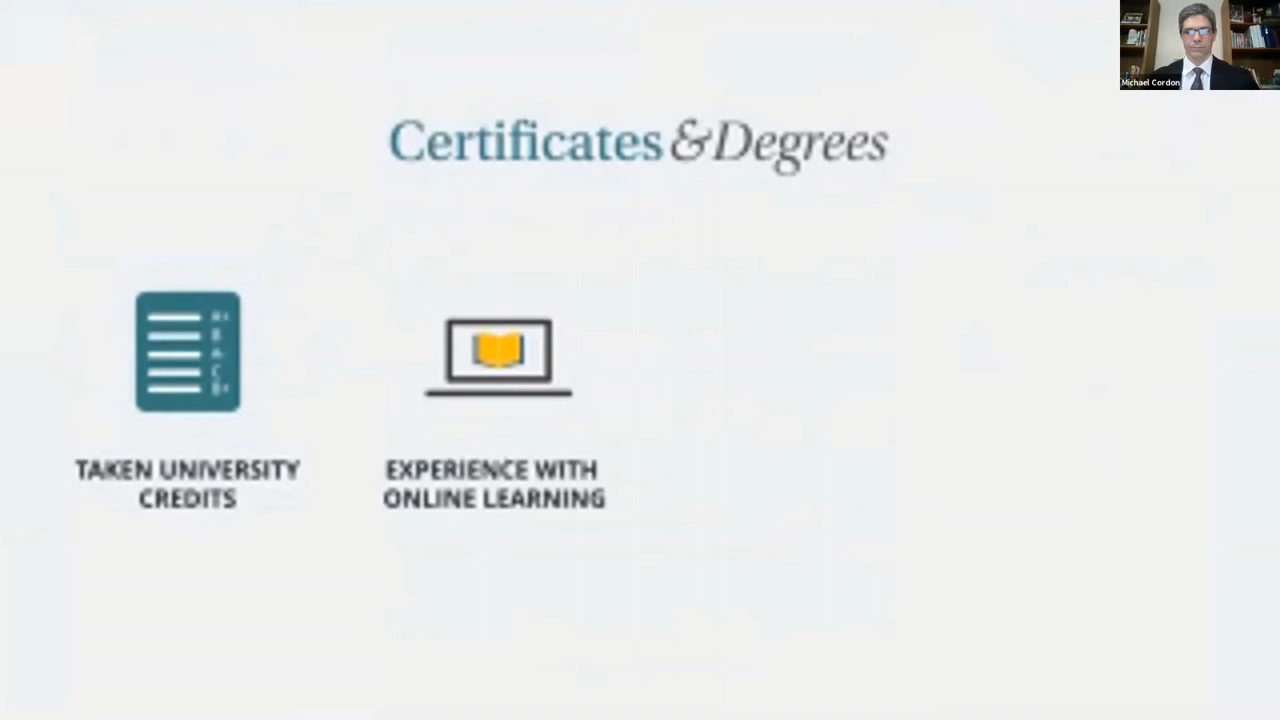 Michael Cordon
Certificates & Degrees
TAKEN UNIVERSITY
CREDITS
EXPERIENCE WITH
ONLINE LEARNING